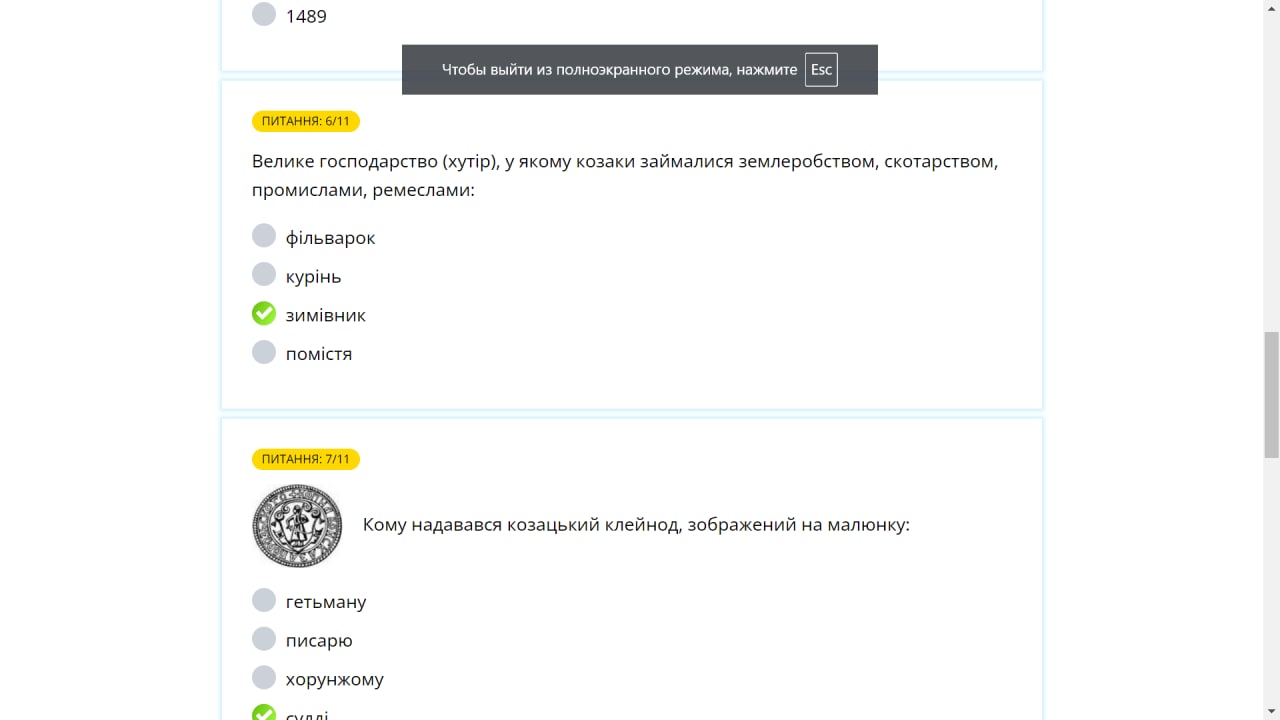 1489
Чтобы выйти из полноэкранного режима, нажмите Esc
ПИТАННЯ: 6/11
Велике господарство (хутір), у якому козаки займалися землеробством, скотарством,
промислами, ремеслами:
фільварок
курінь
зимівник
помістя
ПИТАННЯ: 7/11
Кому надавався козацький клейнод, зображений на малюнку:
гетьману
писарю
хорунжому
судді